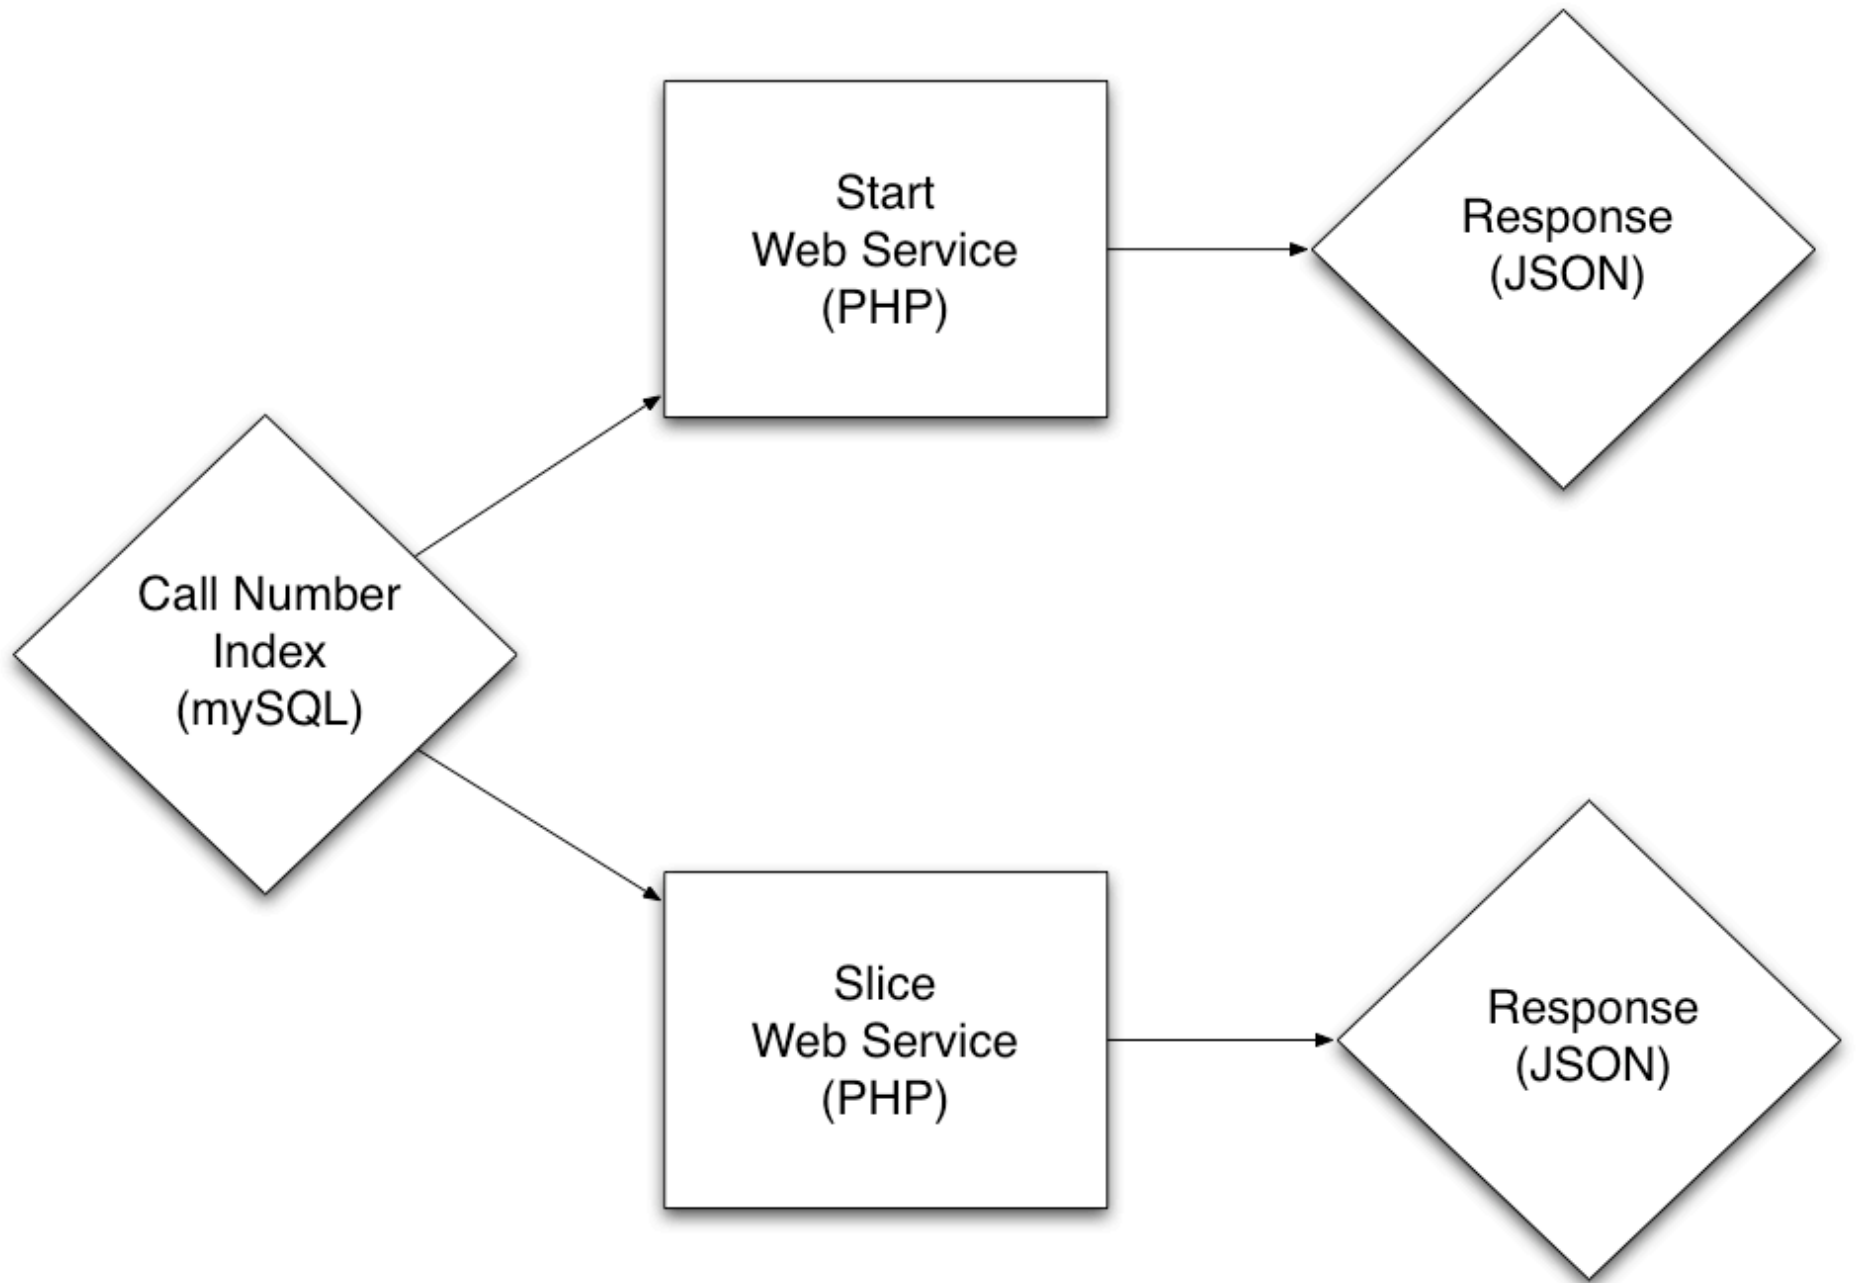 Start
Web Service
(PHP)
Response
(JSON)
Call Number
Index
(mySQL)
Slice
Web Service
(PHP)
Response
(JSON)